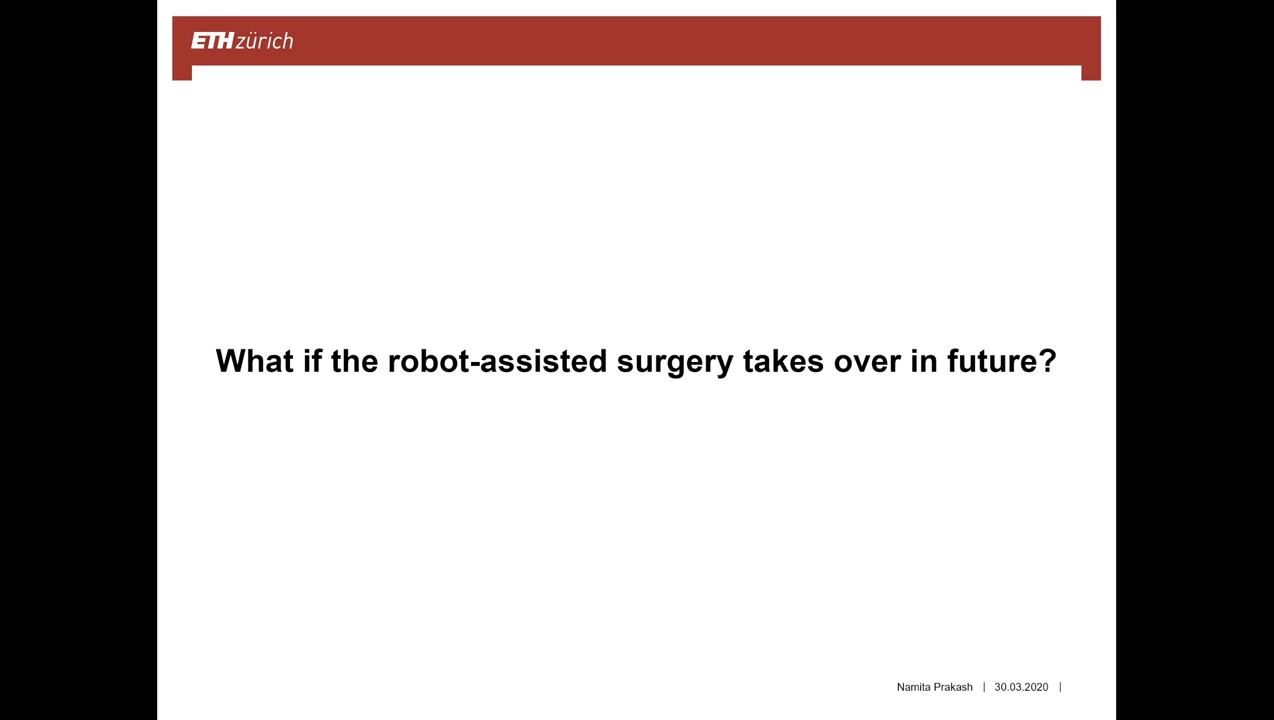 ETH zürich
What if the robot-assisted surgery takes over in future?
Namita Prakash | 30.03.2020 |